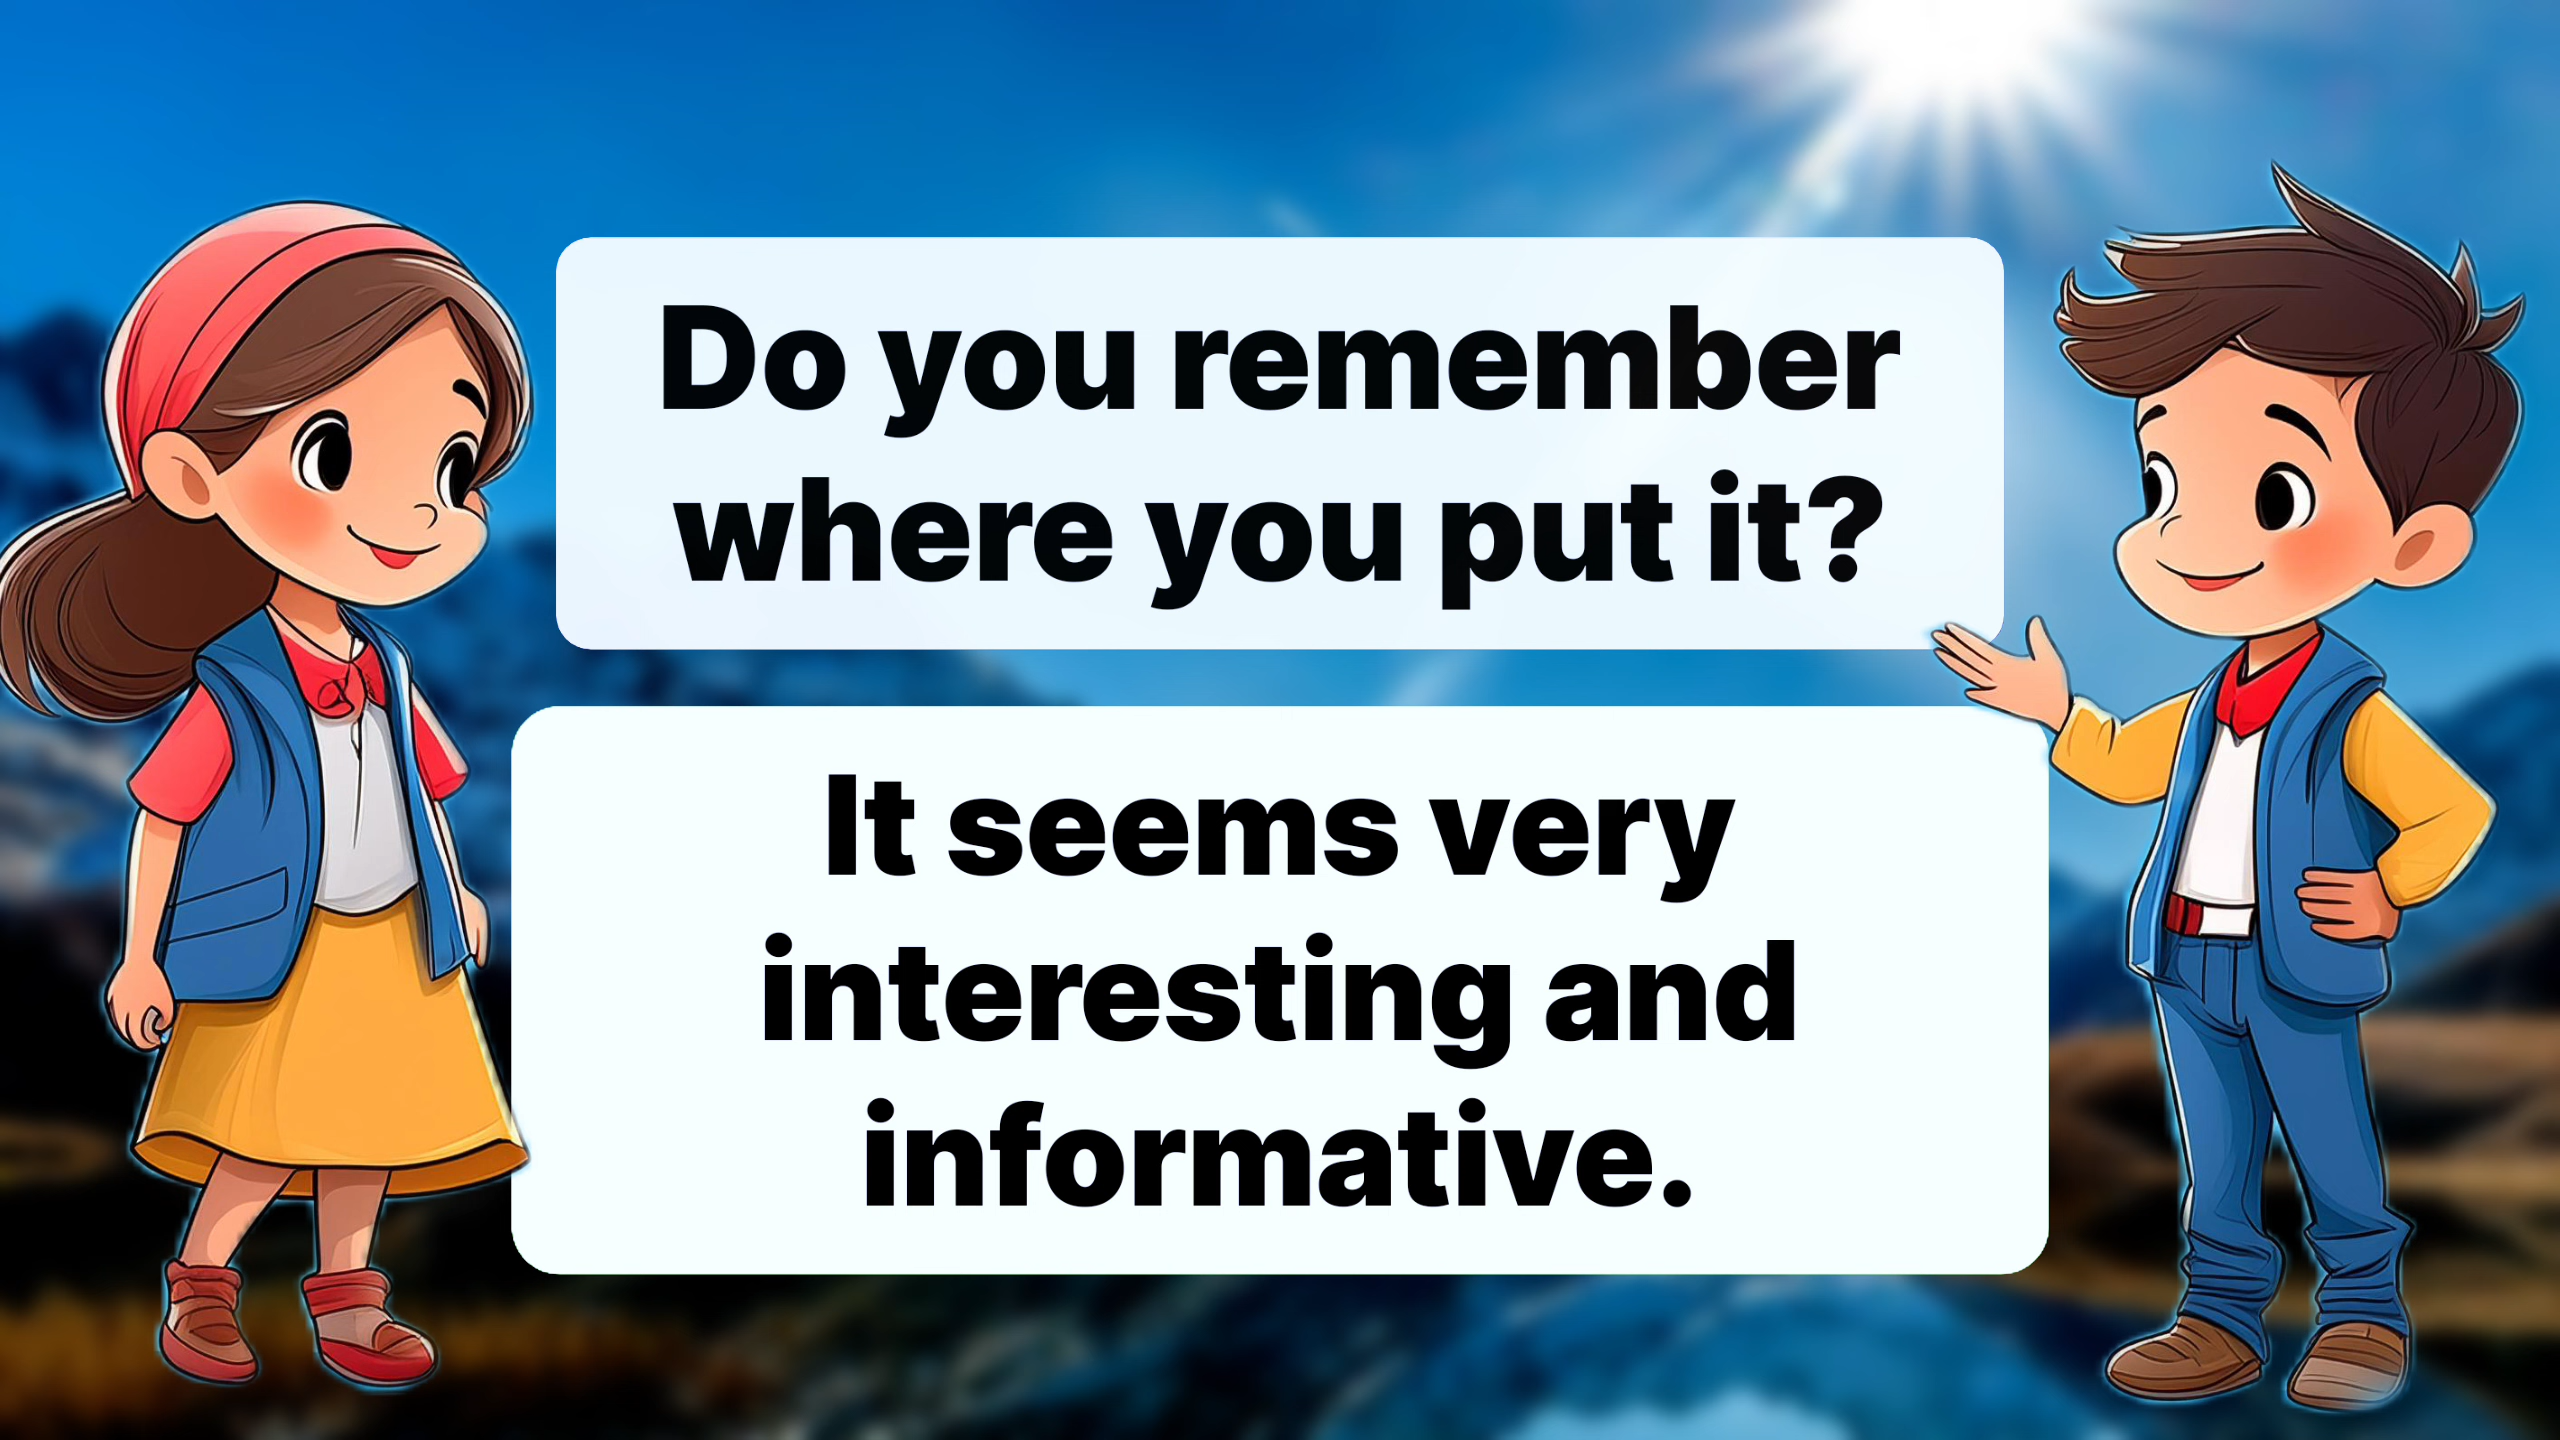 Do you remember
where you put it?
It seems very
interesting and
informative.